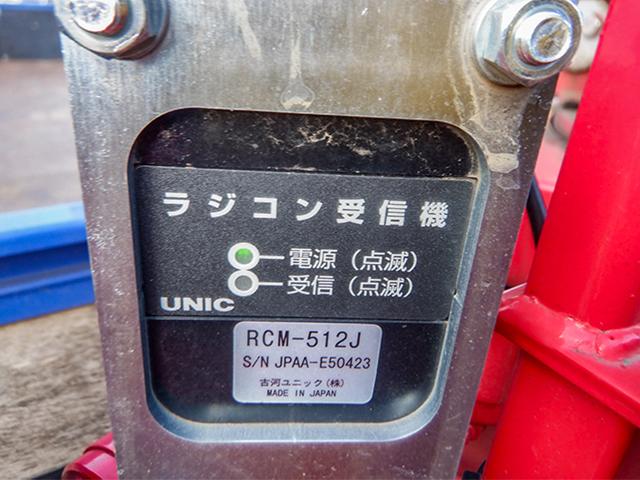 ラジコン受信機
電源（点滅）
受信（点滅）
UNIC
RCM-512J
S/N JPAA-E50423
古河ユニック(株)
MADE IN JAPAN